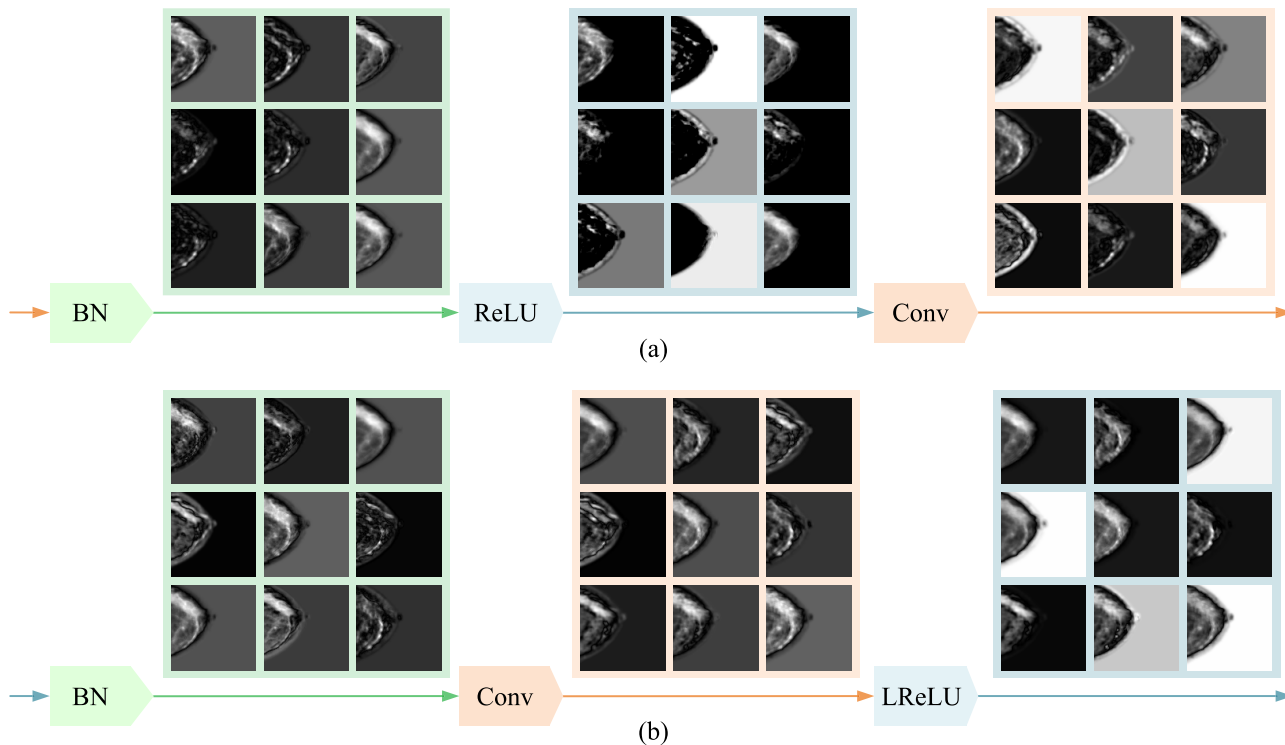 BN
ReLU
Conv
(a)
BN
Conv
LReLU
(b)